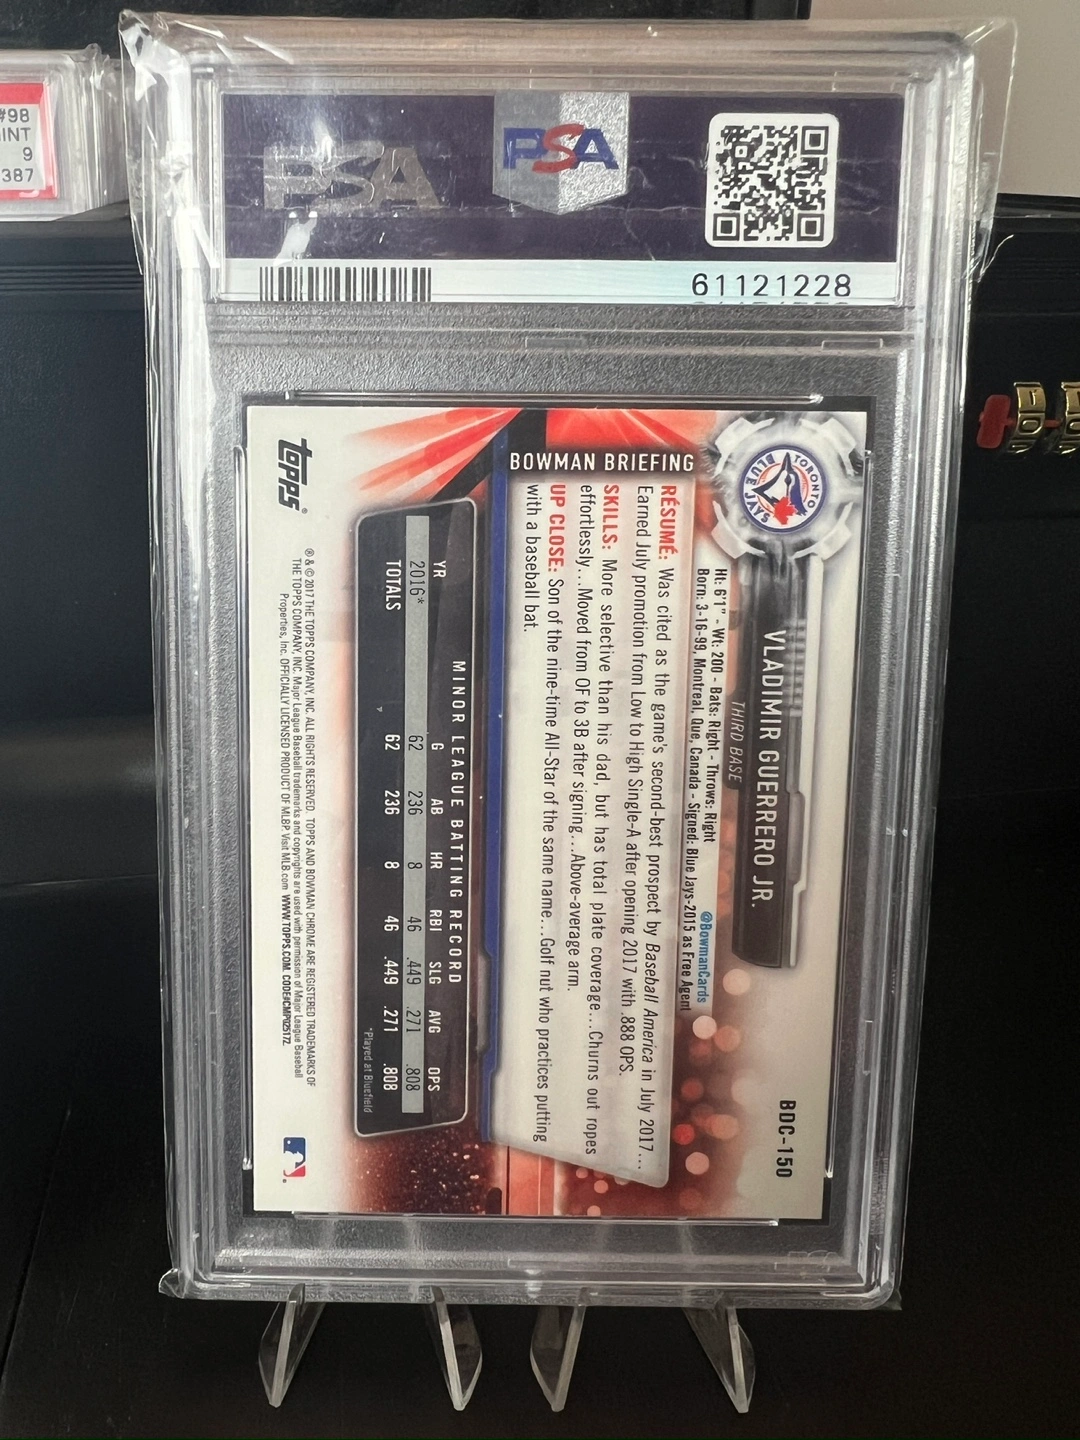 #98
MINT
9
387
PSA
PSA
61121228
BDC-150
TORONTO
BLUE JAYS
VLADIMIR GUERRERO JR.
THIRD BASE
Ht: 6'1" - Wt: 200 - Bats: Right - Throws: Right
@BowmanCards
Born: 3-16-99, Montreal, Que, Canada - Signed: Blue Jays-2015 as Free Agent
BOWMAN BRIEFING
RÉSUMÉ: Was cited as the game's second-best prospect by Baseball America in July 2017...
Earned July promotion from Low to High Single-A after opening 2017 with .888 OPS.
SKILLS: More selective than his dad, but has total plate coverage...Churns out ropes
effortlessly...Moved from OF to 3B after signing...Above-average arm.
UP CLOSE: Son of the nine-time All-Star of the same name...Golf nut who practices putting
with a baseball bat.
MINOR LEAGUE BATTING RECORD
YR G AB HR RBI SLG AVG OPS
2016* 62 236 8 46 .449 .271 .808
TOTALS 62 236 8 46 .449 .271 .808
*Played at Bluefield
Topps®
® & © 2017 THE TOPPS COMPANY, INC. ALL RIGHTS RESERVED. TOPPS AND BOWMAN CHROME ARE REGISTERED TRADEMARKS OF
THE TOPPS COMPANY, INC. Major League Baseball trademarks and copyrights are used with permission of Major League Baseball
Properties, Inc. OFFICIALLY LICENSED PRODUCT OF MLBP. Visit MLB.com WWW.TOPPS.COM. CODE#CMP025172